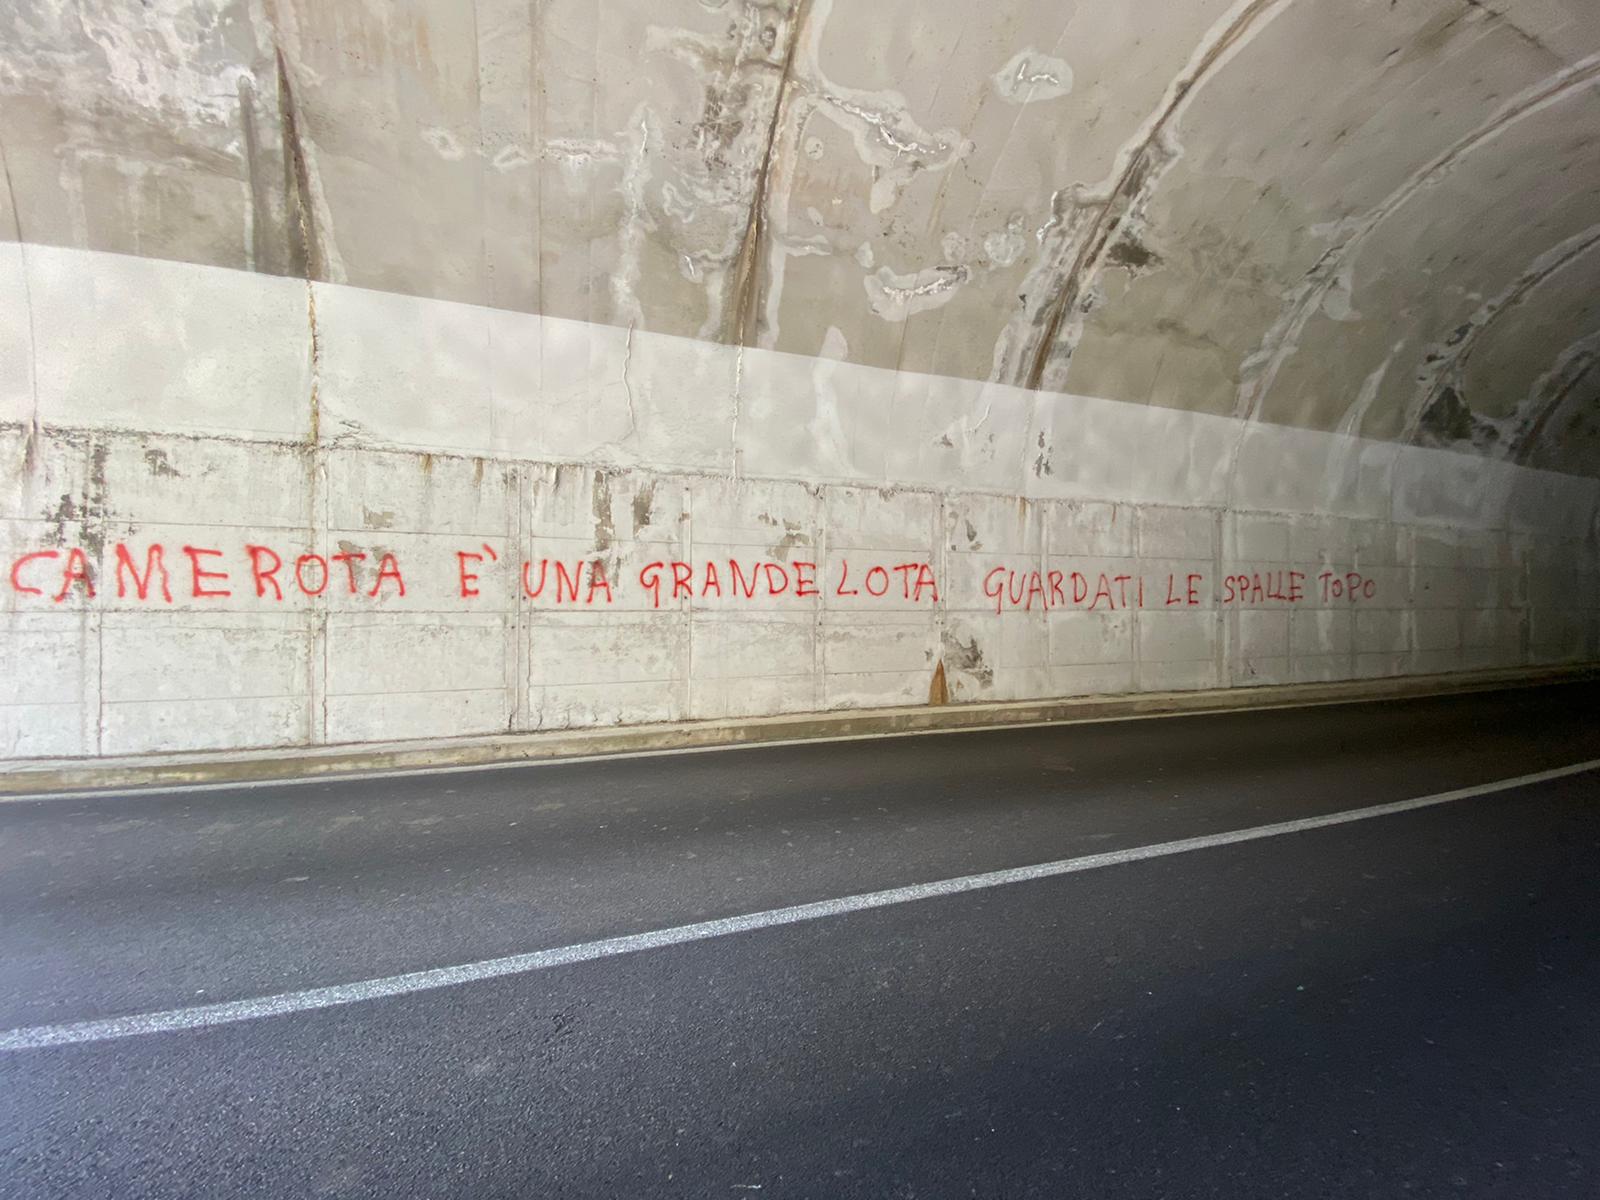 CAMEROTA E' UNA GRANDE LOTA GUARDATI LE SPALLE TOPO